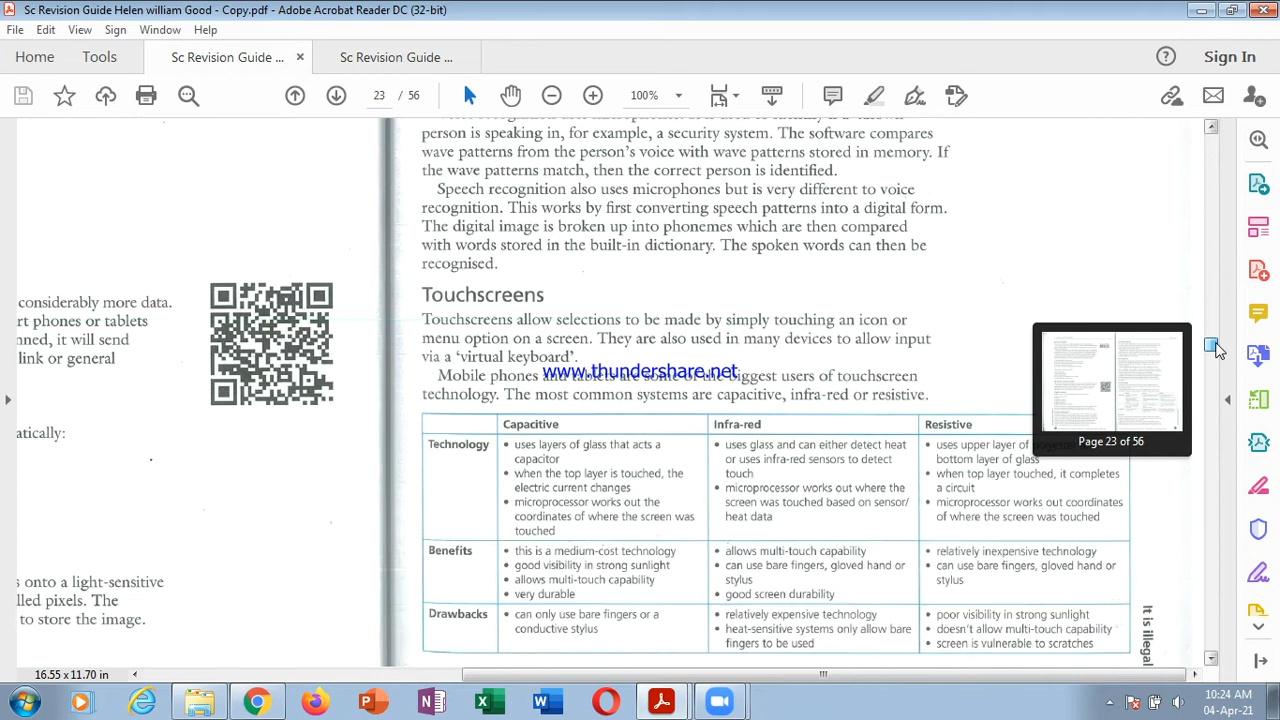 Sc Revision Guide Helen william Good - Copy.pdf - Adobe Acrobat Reader DC (32-bit)
File Edit View Sign Window Help
Home Tools Sc Revision Guide ... × Sc Revision Guide ... Sign In
23 / 56 100%
person is speaking in, for example, a security system. The software compares
wave patterns from the person's voice with wave patterns stored in memory. If
the wave patterns match, then the correct person is identified.
Speech recognition also uses microphones but is very different to voice
recognition. This works by first converting speech patterns into a digital form.
The digital image is broken up into phonemes which are then compared
with words stored in the built-in dictionary. The spoken words can then be
recognised.
considerably more data.
rt phones or tablets
nned, it will send
link or general
atically:
s onto a light-sensitive
lled pixels. The
to store the image.
Touchscreens
Touchscreens allow selections to be made by simply touching an icon or
menu option on a screen. They are also used in many devices to allow input
via a 'virtual keyboard'.
www.thundershare.net
Mobile phones and tablets are some of the biggest users of touchscreen
technology. The most common systems are capacitive, infra-red or resistive.
Capacitive Infra-red Resistive
Technology
• uses layers of glass that acts a
capacitor
• when the top layer is touched, the
electric current changes
• microprocessor works out the
coordinates of where the screen was
touched
• uses glass and can either detect heat
or uses infra-red sensors to detect
touch
• microprocessor works out where the
screen was touched based on sensor/
heat data
• uses upper layer of
bottom layer of glass
• when top layer touched, it completes
a circuit
• microprocessor works out coordinates
of where the screen was touched
Benefits
• this is a medium-cost technology
• good visibility in strong sunlight
• allows multi-touch capability
• very durable
• allows multi-touch capability
• can use bare fingers, gloved hand or
stylus
• good screen durability
• relatively inexpensive technology
• can use bare fingers, gloved hand or
stylus
Drawbacks
• can only use bare fingers or a
conductive stylus
• relatively expensive technology
• heat-sensitive systems only allow bare
fingers to be used
• poor visibility in strong sunlight
• doesn't allow multi-touch capability
• screen is vulnerable to scratches
It is illegal
Page 23 of 56
16.55 x 11.70 in
10:24 AM
04-Apr-21